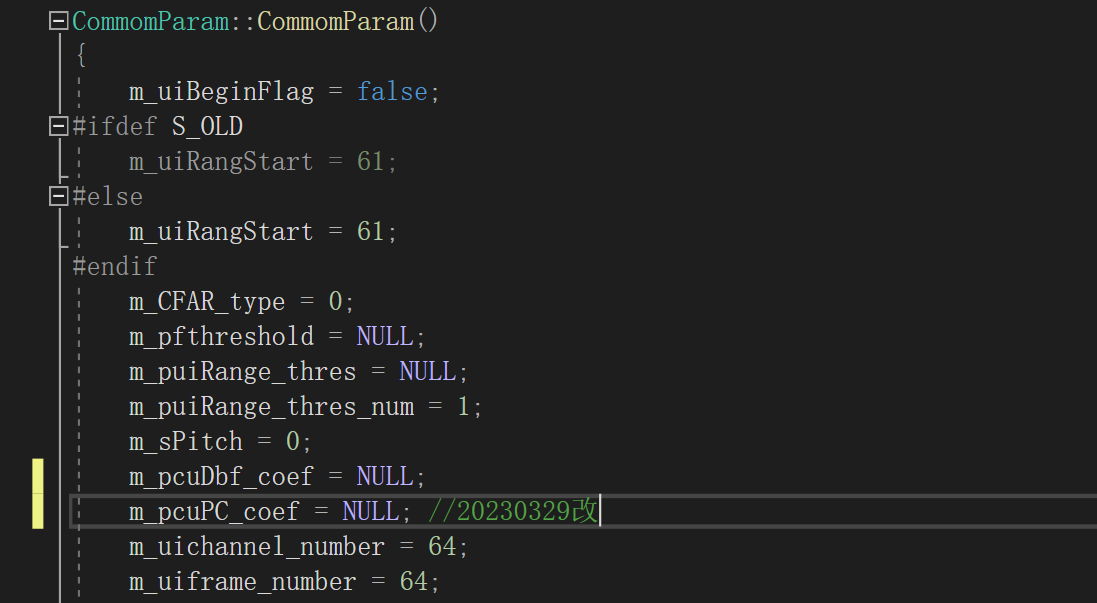 CommomParam::CommomParam()
{
m_uiBeginFlag = false;
#ifdef S_OLD
m_uiRangStart = 61;
#else
m_uiRangStart = 61;
#endif
m_CFAR_type = 0;
m_pfthreshold = NULL;
m_puiRange_thres = NULL;
m_puiRange_thres_num = 1;
m_sPitch = 0;
m_pcuDbf_coef = NULL;
m_pcuPC_coef = NULL; //20230329改
m_uichannel_number = 64;
m_uiframe_number = 64;